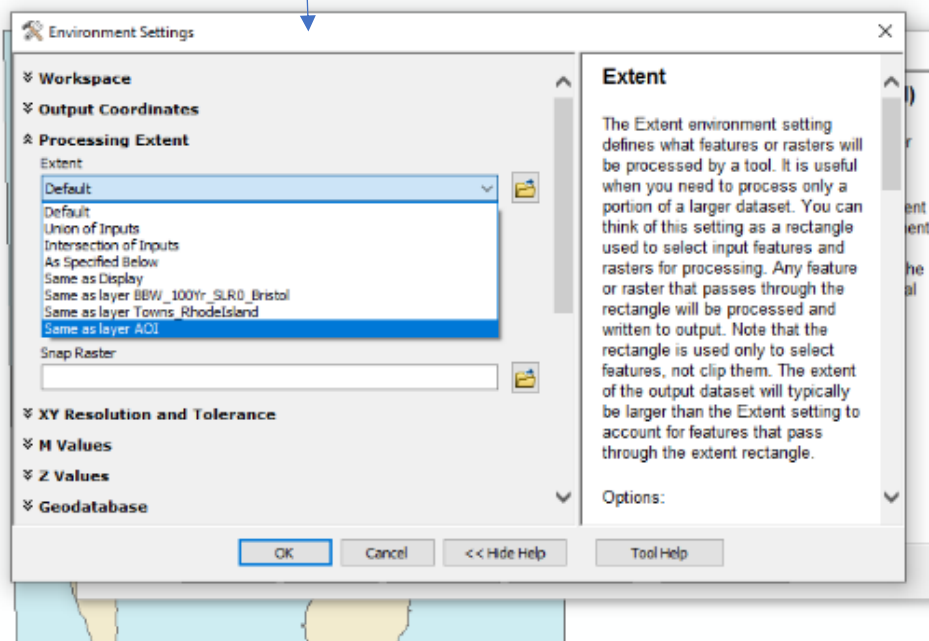 Environment Settings
Workspace
Output Coordinates
Processing Extent
Extent
Default
Default
Union of Inputs
Intersection of Inputs
As Specified Below
Same as Display
Same as layer BBW_100Yr_SLR0_Bristol
Same as layer Towns_RhodeIsland
Same as layer AOI
Snap Raster
XY Resolution and Tolerance
M Values
Z Values
Geodatabase
OK
Cancel
<< Hide Help
Tool Help
Extent
The Extent environment setting
defines what features or rasters will
be processed by a tool. It is useful
when you need to process only a
portion of a larger dataset. You can
think of this setting as a rectangle
used to select input features and
rasters for processing. Any feature
or raster that passes through the
rectangle will be processed and
written to output. Note that the
rectangle is used only to select
features, not clip them. The extent
of the output dataset will typically
be larger than the Extent setting to
account for features that pass
through the extent rectangle.
Options: